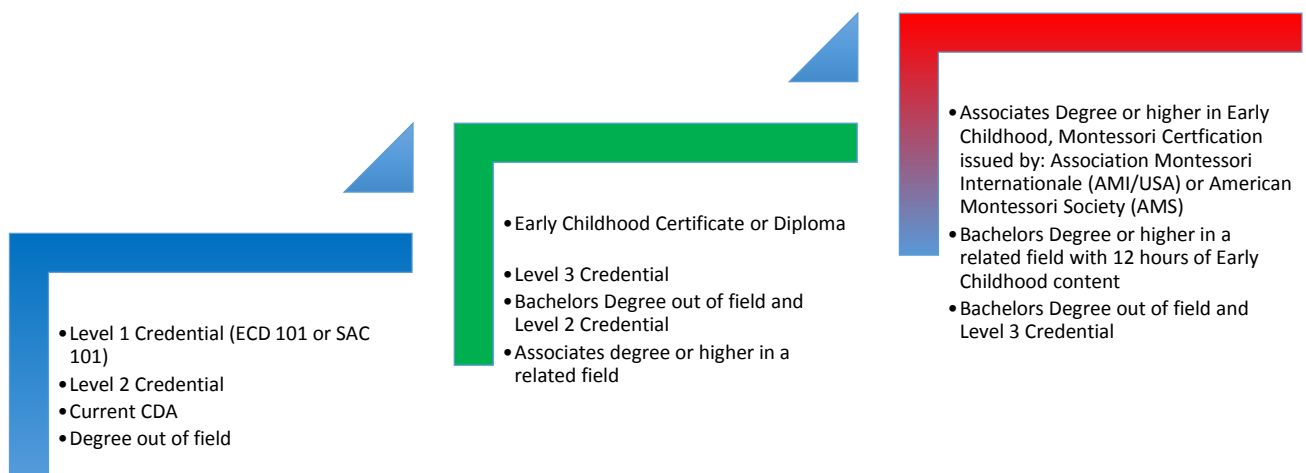 •Level 1 Credential (ECD 101 or SAC
101)
•Level 2 Credential
•Current CDA
•Degree out of field
•Early Childhood Certificate or Diploma
•Level 3 Credential
•Bachelors Degree out of field and
Level 2 Credential
•Associates degree or higher in a
related field
•Associates Degree or higher in Early
Childhood, Montessori Certfication
issued by: Association Montessori
Internationale (AMI/USA) or American
Montessori Society (AMS)
•Bachelors Degree or higher in a
related field with 12 hours of Early
Childhood content
•Bachelors Degree out of field and
Level 3 Credential